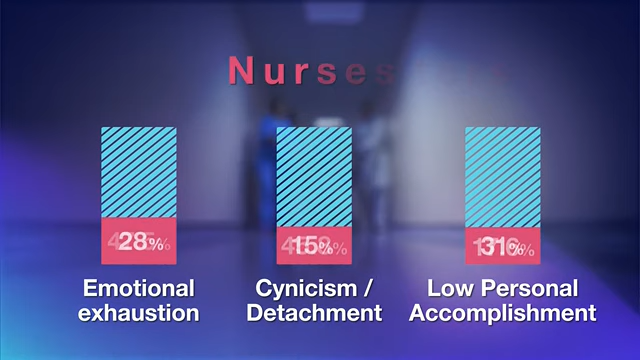 Nurses
28%
15%
31%
Emotional
exhaustion
Cynicism /
Detachment
Low Personal
Accomplishment